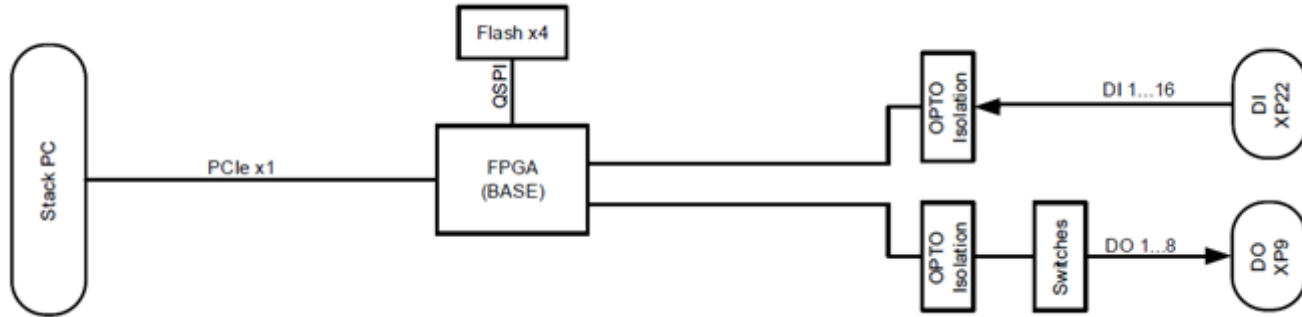 Flash x4
QSPI
Stack PC
PCIe x1
FPGA
(BASE)
OPTO
Isolation
DI 1...16
DI
XP22
OPTO
Isolation
Switches
DO 1...8
DO
XP9